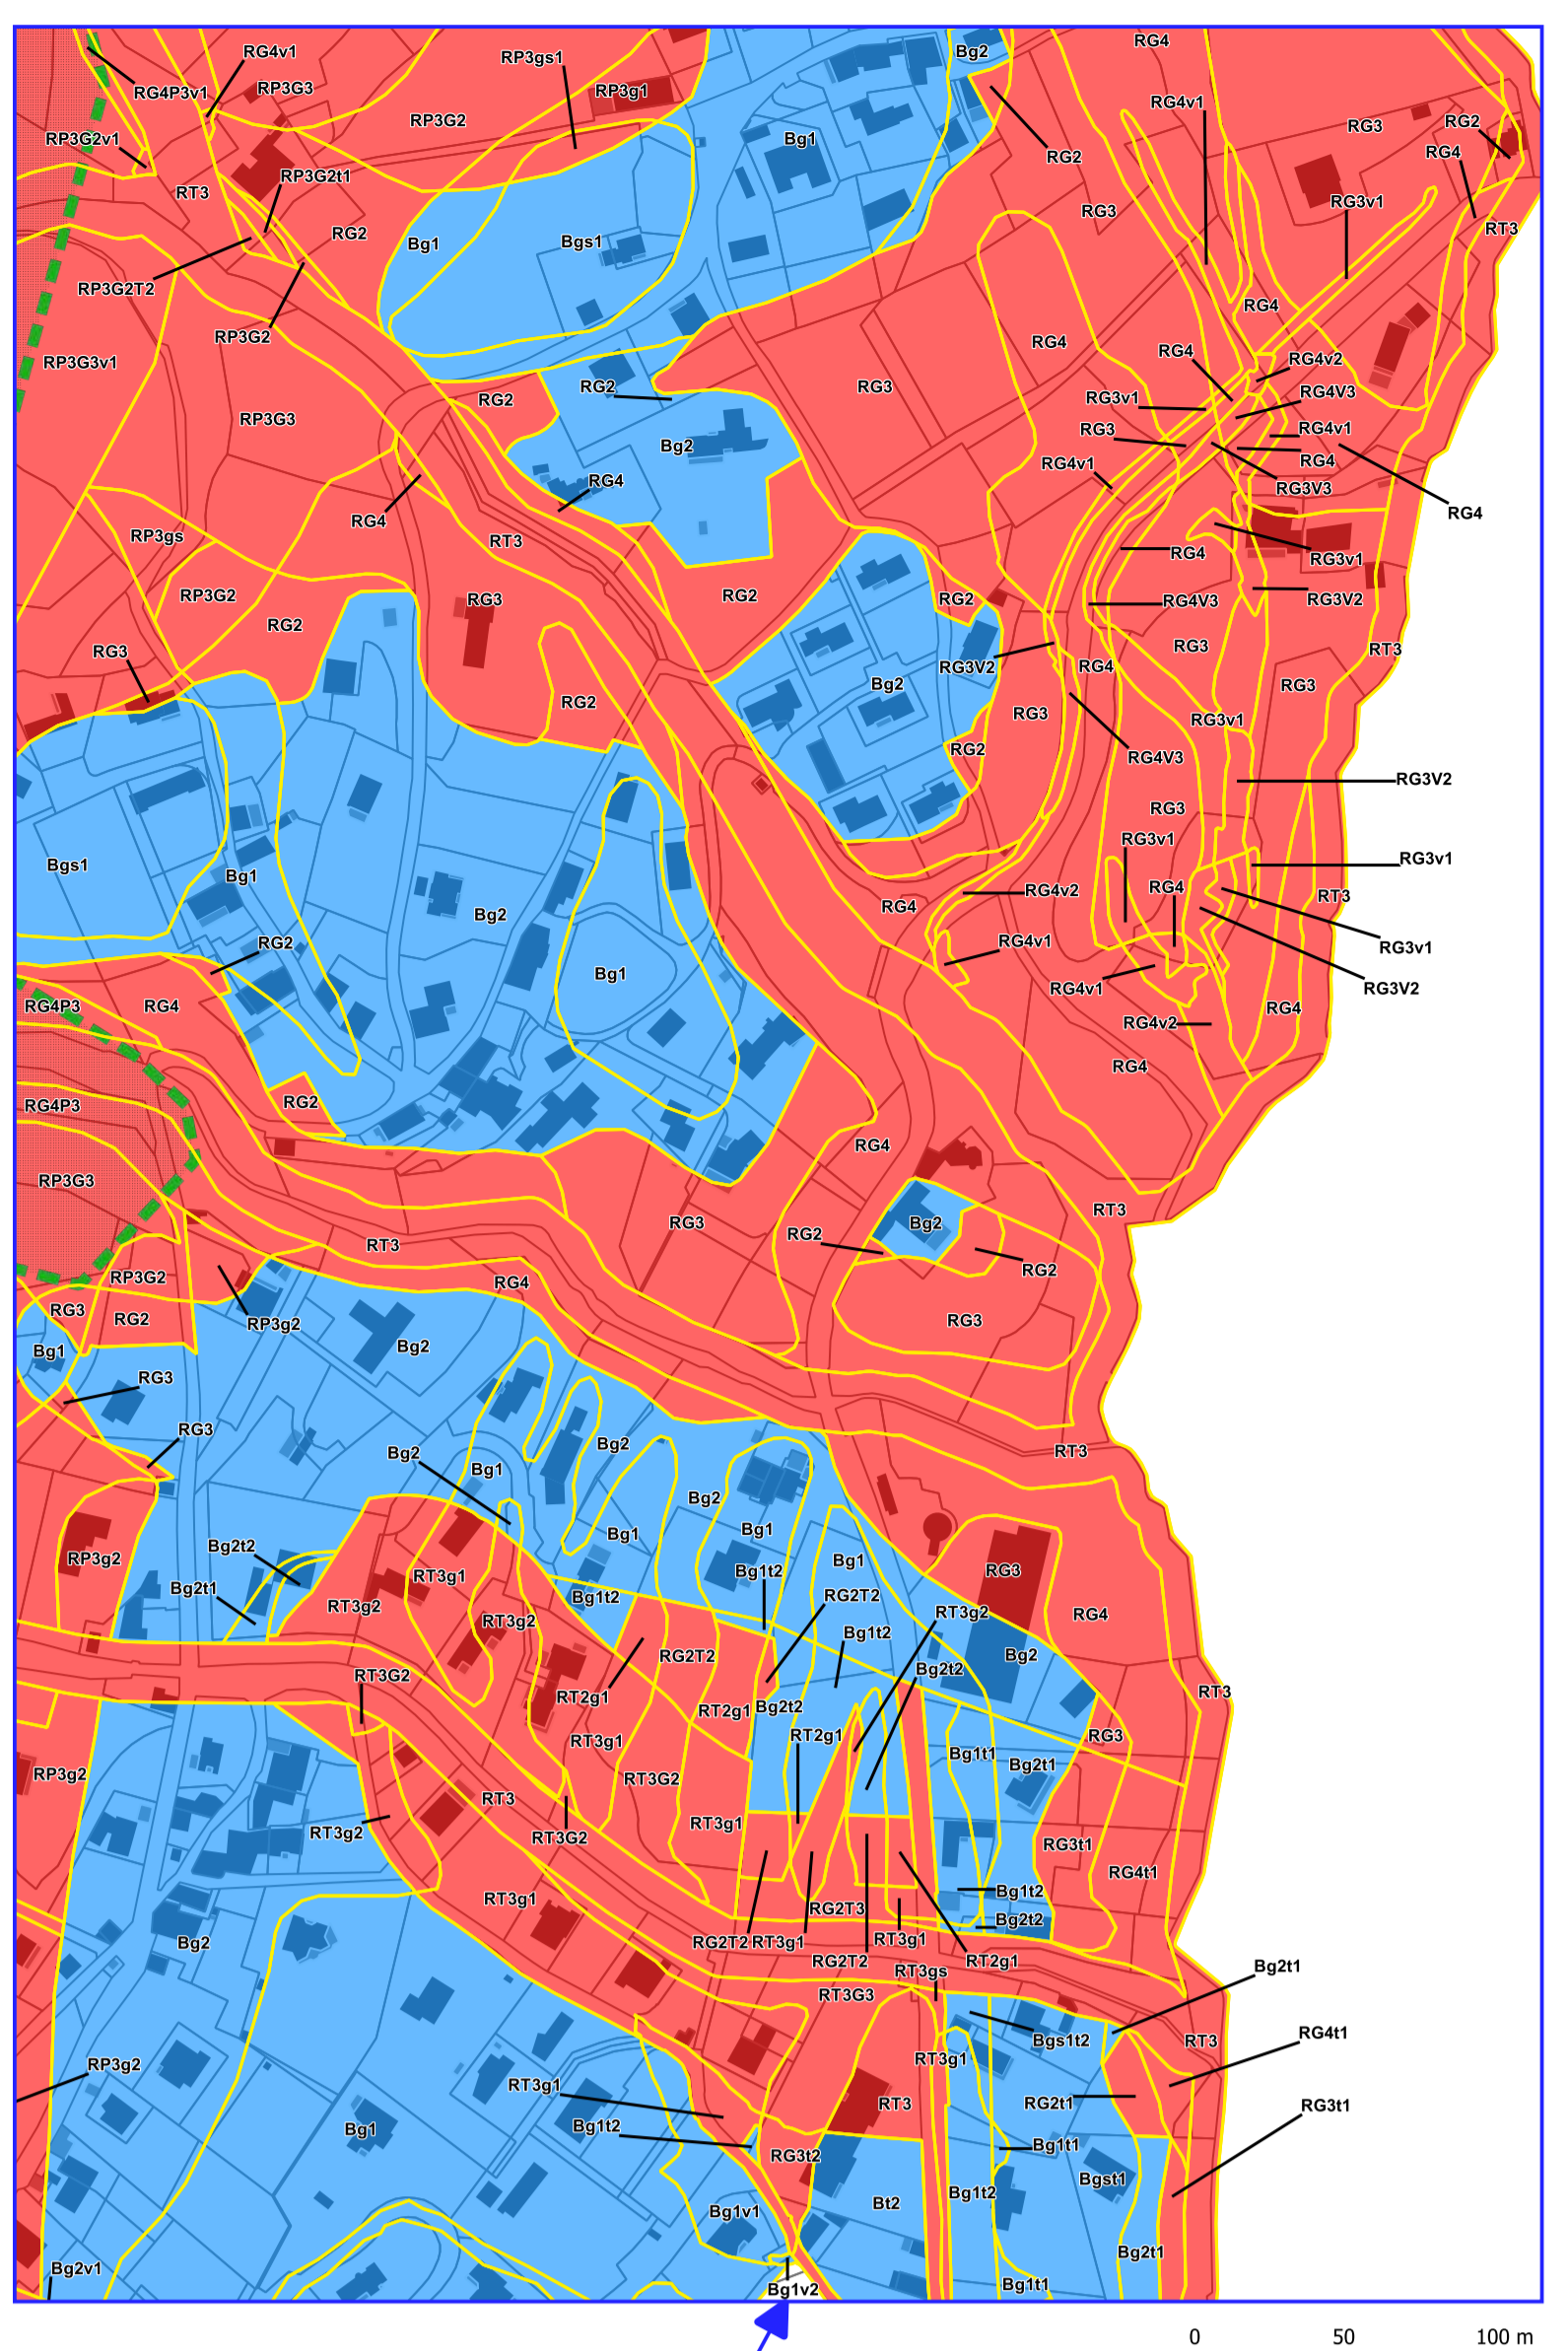 RG4
RG4v1
Bg2
RP3gs1
RP3G3
RG4P3v1
RP3g1
RG4v1
RP3G2
RG2
RG3
RP3G2v1
Bg1
RG4
RG2
RP3G2t1
RT3
RG3v1
RG3
RT3
RG2
Bg1
Bgs1
RP3G2T2
RG4
RP3G2
RG4
RG4
RG4v2
RP3G3v1
RG2
RG3
RG4V3
RG3v1
RG2
RP3G3
RG3
RG4v1
Bg2
RG4
RG4v1
RG4
RG3V3
RG4
RG4
RP3gs
RT3
RG4
RG3v1
RP3G2
RG3
RG2
RG2
RG4V3
RG3V2
RG2
RG3
RT3
RG3
RG3V2
RG4
Bg2
RG3
RG2
RG3
RG3v1
RG2
RG4V3
RG3V2
RG3
RG3v1
RG3v1
Bgs1
Bg1
RG4
RG4v2
RT3
Bg2
RG4
RG2
RG4v1
RG3v1
Bg1
RG4v1
RG3V2
RG4P3
RG4
RG4
RG4v2
RG4
RG4P3
RG2
RG4
RP3G3
RT3
RG3
Bg2
RG2
RT3
RG2
RP3G2
RG4
RG3
RG2
RP3g2
RG3
Bg1
Bg2
RG3
RG3
Bg2
Bg2
RT3
Bg1
Bg2
Bg1
Bg1
Bg2t2
RP3g2
Bg1
RG3
Bg1t2
RT3g1
Bg2t1
Bg1t2
RG2T2
RT3g2
RT3g2
RG4
RT3g2
Bg1t2
RG2T2
Bg2
Bg2t2
RT3G2
RT3
RT2g1
Bg2t2
RT2g1
RT2g1
RG3
RT3g1
Bg1t1
Bg2t1
RP3g2
RT3G2
RT3
RT3g1
RT3g2
RT3G2
RG3t1
RG4t1
Bg1t2
RT3g1
RG2T3
Bg2t2
RT3g1
Bg2
RG2T2
RT3g1
RG2T2
RT2g1
Bg2t1
RT3gs
RT3G3
RG4t1
Bgs1t2
RT3
RT3g1
RP3g2
RT3g1
RG2t1
RT3
RG3t1
Bg1t2
Bg1
Bg1t1
RG3t2
Bgst1
Bg1t2
Bt2
Bg1v1
Bg2t1
Bg2v1
Bg1t1
Bg1v2
0 50 100 m